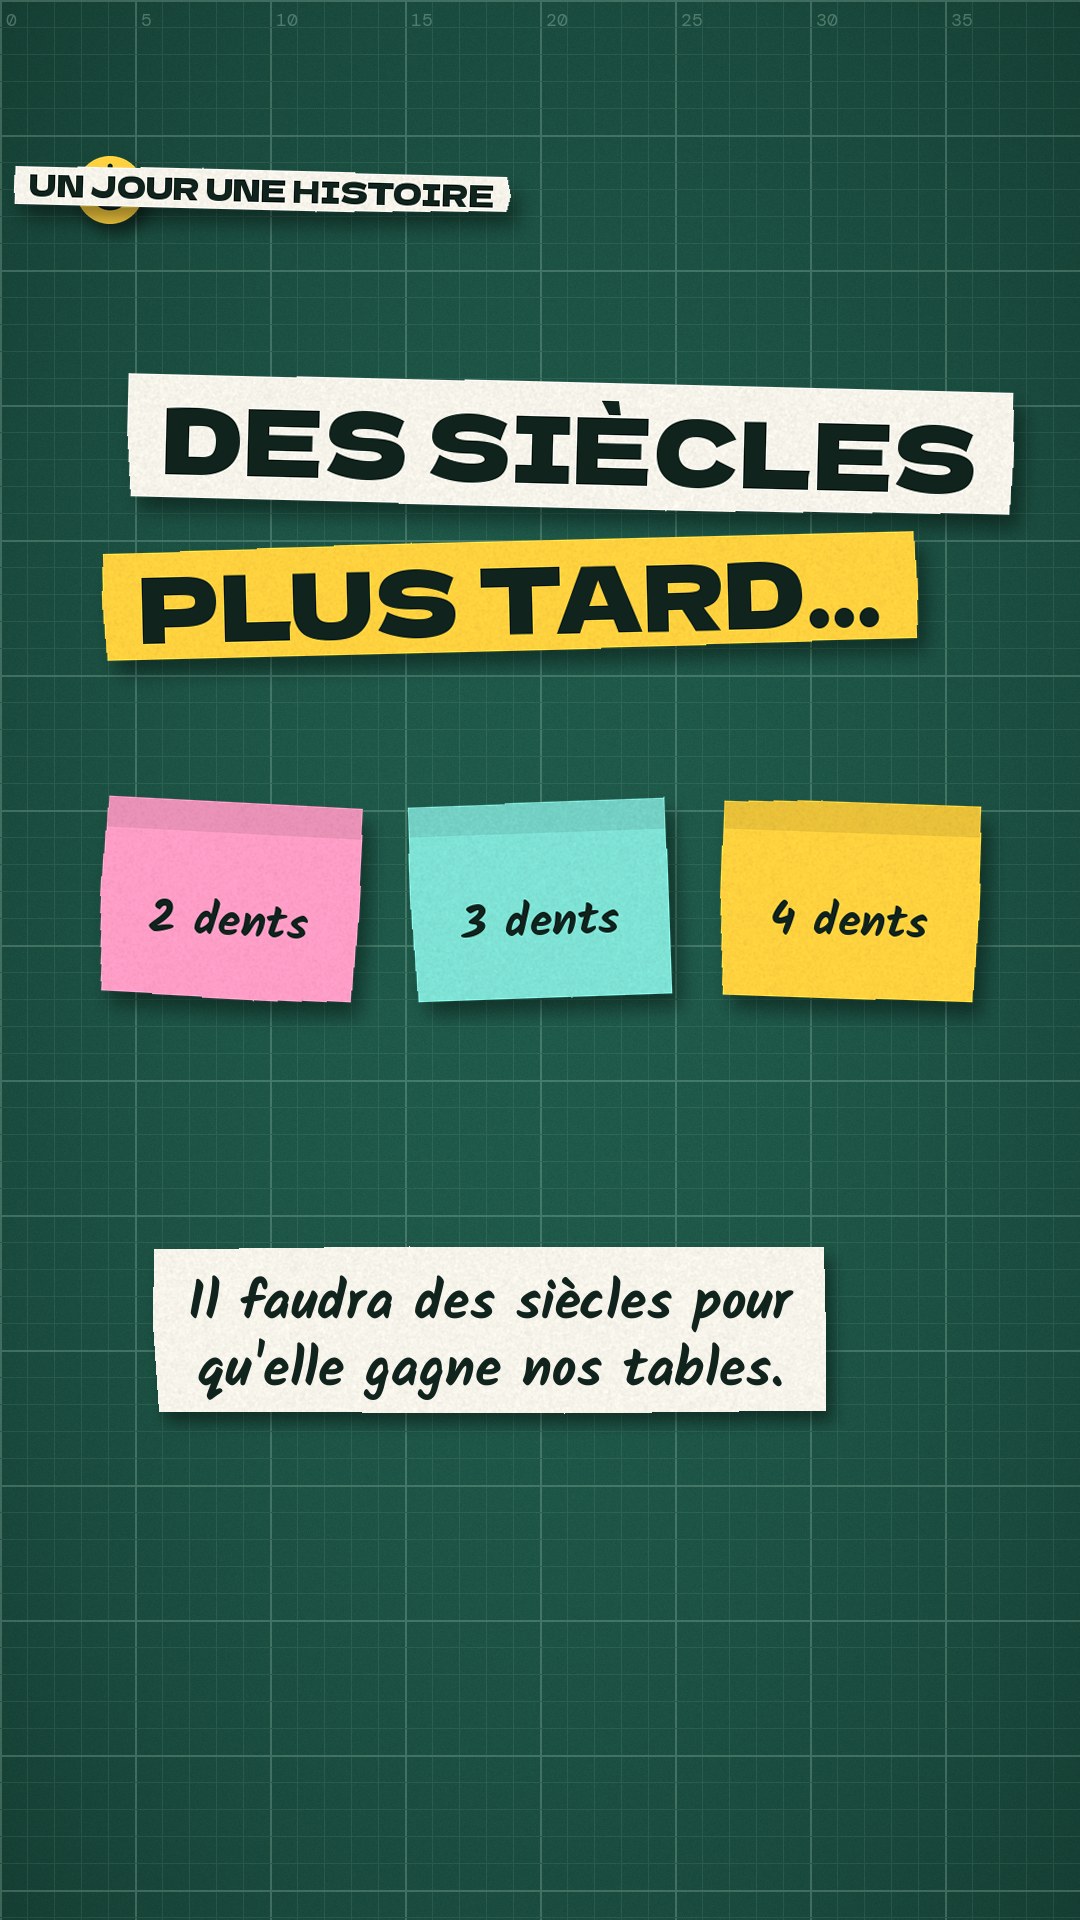 0 5 10 15 20 25 30 35
UN JOUR UNE HISTOIRE
DES SIÈCLES
PLUS TARD...
2 dents
3 dents
4 dents
Il faudra des siècles pour
qu'elle gagne nos tables.